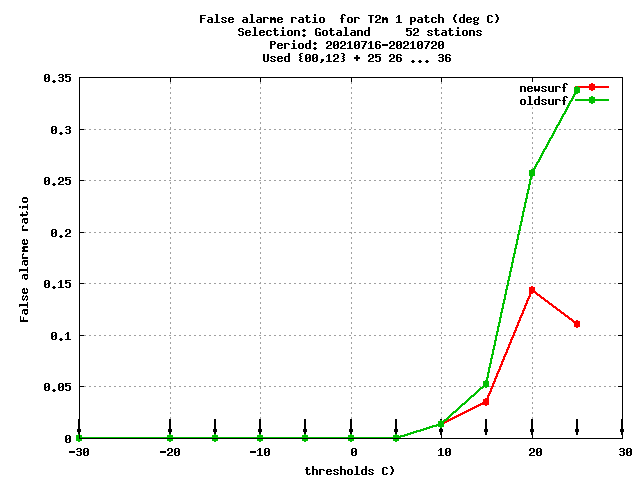 False alarme ratio  for T2m 1 patch (deg C)
Selection: Gotaland     52 stations
Period: 20210716-20210720
Used {00,12} + 25 26 ... 36
newsurf
oldsurf
0.35
0.3
0.25
0.2
0.15
0.1
0.05
0
False alarme ratio
-30
-20
-10
0
10
20
30
thresholds C)